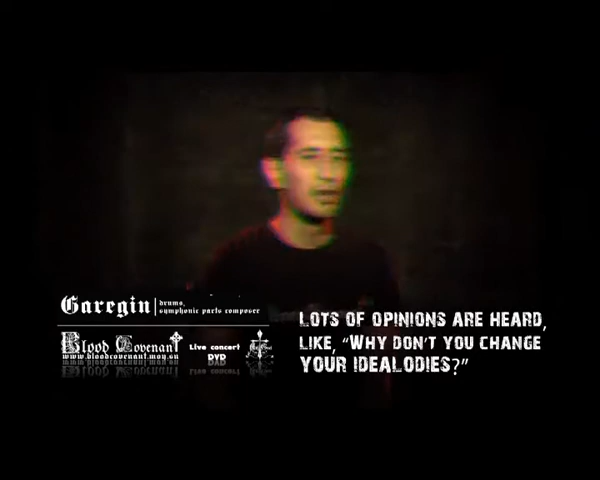 Garegin
drums,
symphonic parts composer
Blood Covenant
www.bloodcovenant.moy.su
Live concert
DVD
LOTS OF OPINIONS ARE HEARD,
LIKE, “WHY DON'T YOU CHANGE
YOUR IDEALODIES?”